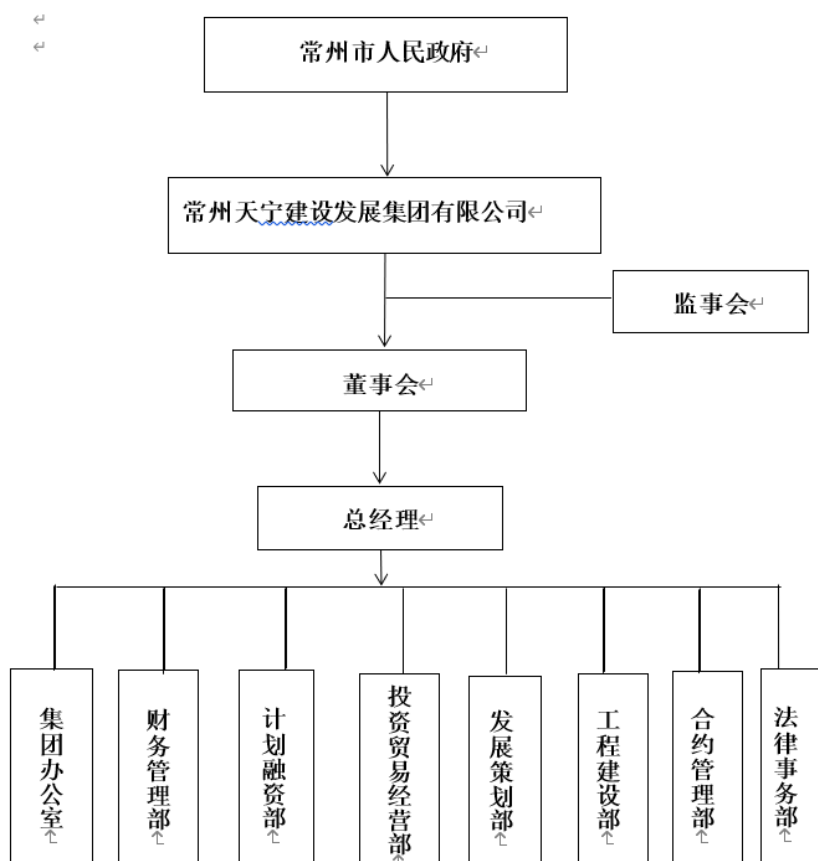 常州市人民政府
常州天宁建设发展集团有限公司
监事会
董事会
总经理
集团办公室
财务管理部
计划融资部
投资贸易经营部
发展策划部
工程建设部
合约管理部
法律事务部